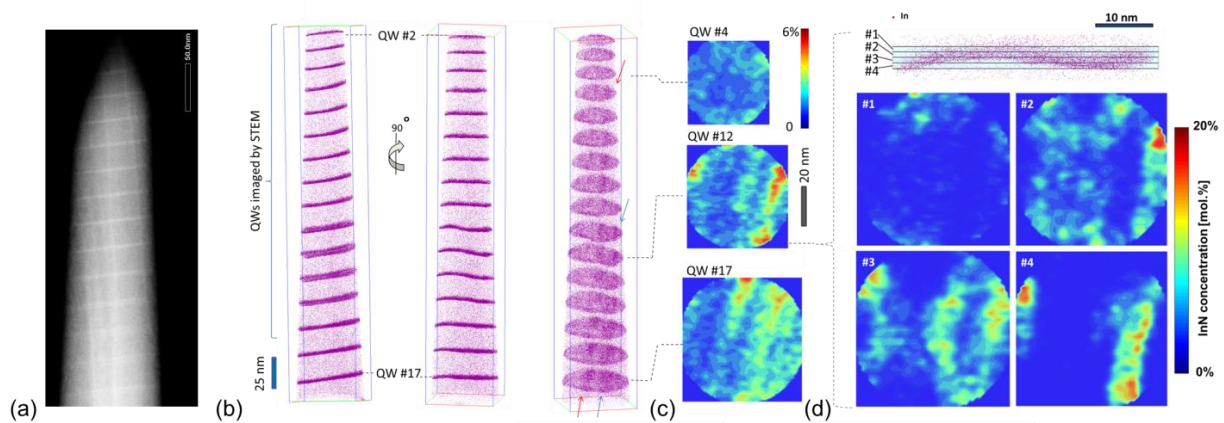 50.0nm
(a)
QWs imaged by STEM
25 nm
(b)
QW #2
90°
QW #17
(c)
QW #4
6%
0
QW #12
20 nm
QW #17
(d)
In
10 nm
#1
#2
#3
#4
#1
#2
#3
#4
20%
InN concentration [mol.%]
0%